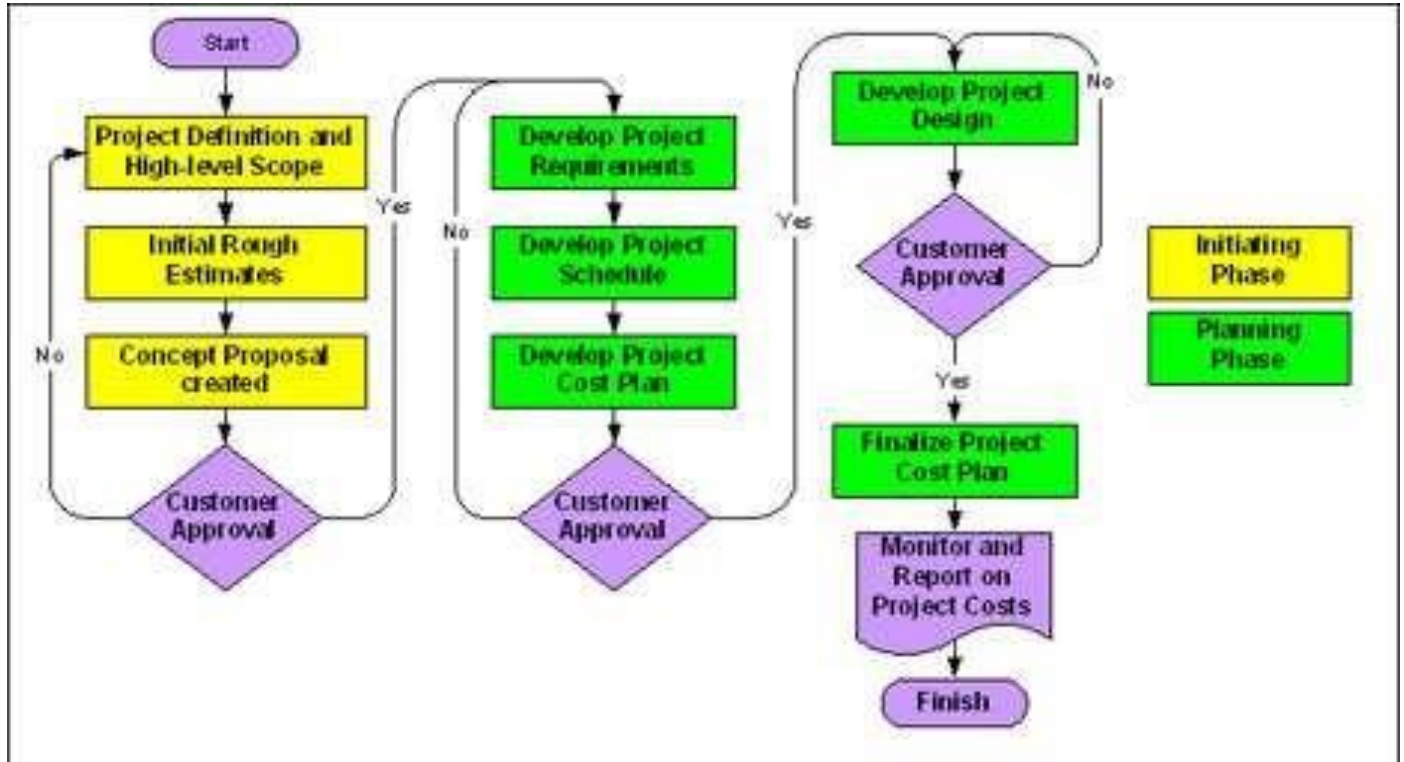 Start
Project Definition and
High-level Scope
Initial Rough
Estimates
Concept Proposal
created
Customer
Approval
No
Yes
Develop Project
Requirements
Develop Project
Schedule
Develop Project
Cost Plan
Customer
Approval
No
Yes
Develop Project
Design
Customer
Approval
No
Yes
Finalize Project
Cost Plan
Monitor and
Report on
Project Costs
Finish
Initiating
Phase
Planning
Phase